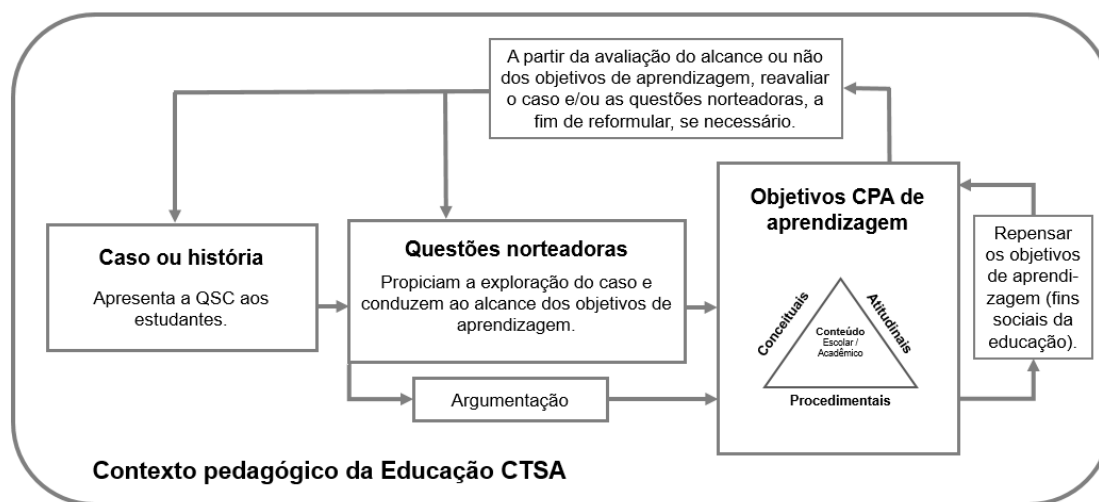 A partir da avaliação do alcance ou não
dos objetivos de aprendizagem, reavaliar
o caso e/ou as questões norteadoras, a
fim de reformular, se necessário.
Caso ou história
Apresenta a QSC aos
estudantes.
Questões norteadoras
Propiciam a exploração do caso e
conduzem ao alcance dos objetivos de
aprendizagem.
Argumentação
Objetivos CPA de
aprendizagem
Conceituais
Atitudinais
Conteúdo
Escolar /
Acadêmico
Procedimentais
Repensar
os objetivos
de aprendi-
zagem (fins
sociais da
educação).
Contexto pedagógico da Educação CTSA